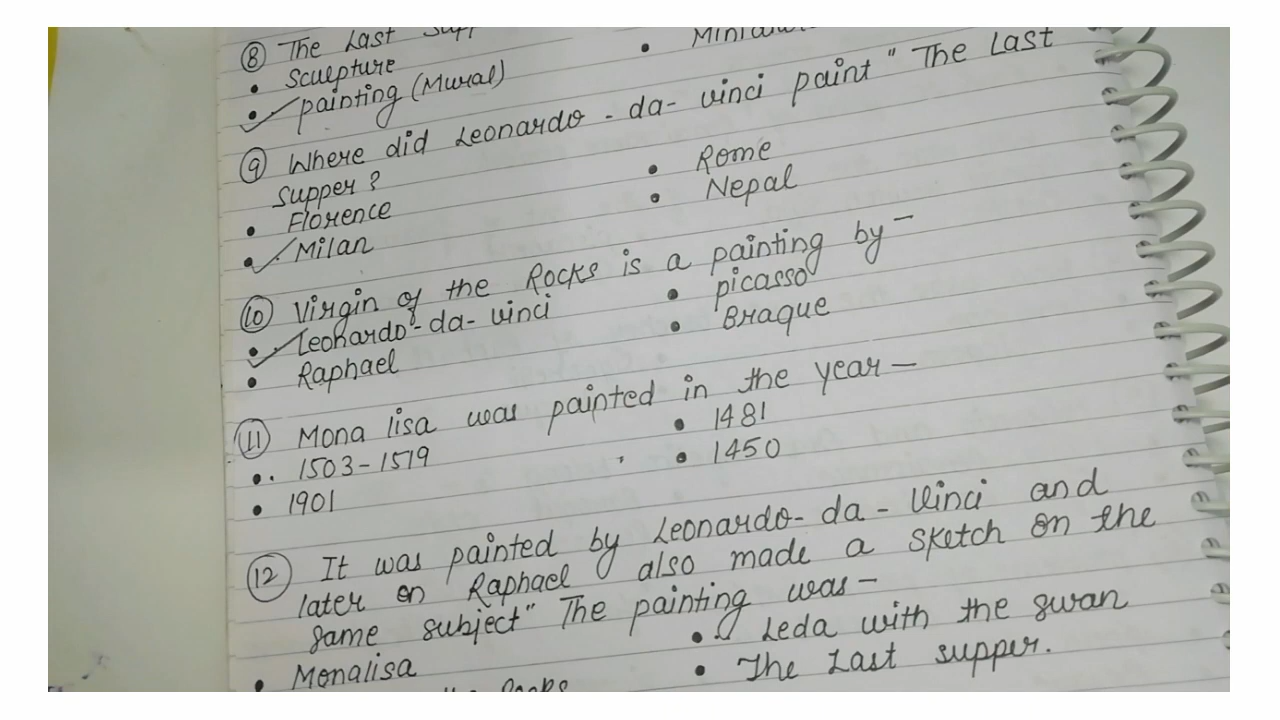 ⑧ The Last Supp
• Sculpture
• Miniatu
• ✓ painting (Mural)
⑨ Where did Leonardo - da - vinci paint " The Last
Supper ?
• Florence • Rome
• ✓ Milan • Nepal
⑩ Virgin of the Rocks is a painting by –
• ✓ Leonardo - da - vinci • picasso
• Raphael • Braque
⑪ Mona lisa was painted in the year –
• . 1503 - 1519 • 1481
• 1901 • 1450
⑫ It was painted by Leonardo - da - Vinci and
later on Raphael also made a sketch on the
same subject " The painting was –
• Monalisa • ✓ Leda with the swan
• The Last supper.